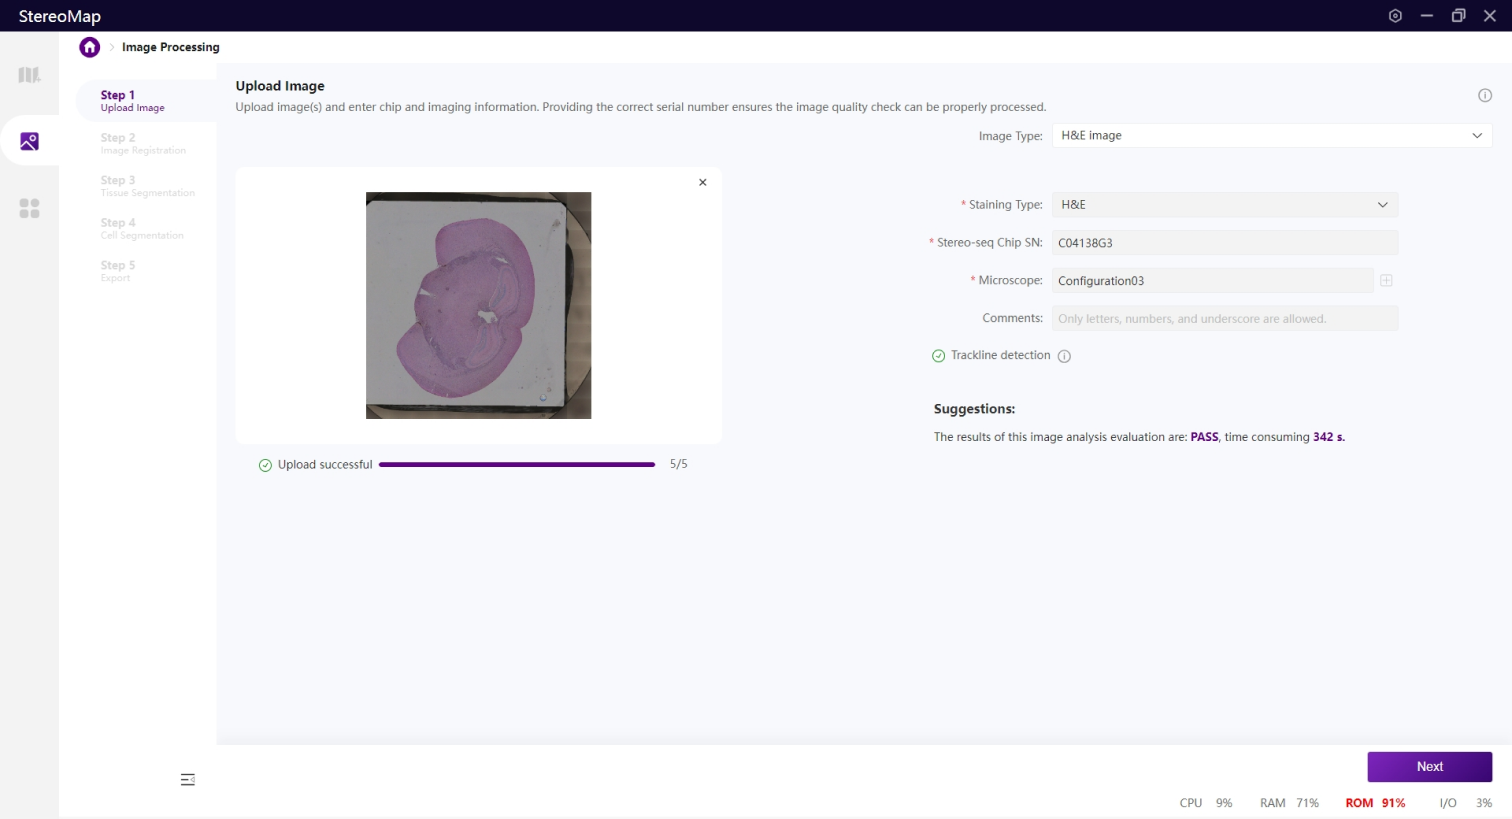 StereoMap
Image Processing
Step 1
Upload Image
Step 2
Image Registration
Step 3
Tissue Segmentation
Step 4
Cell Segmentation
Step 5
Export
Upload Image
Upload image(s) and enter chip and imaging information. Providing the correct serial number ensures the image quality check can be properly processed.
Image Type: H&E image
* Staining Type: H&E
* Stereo-seq Chip SN: C04138G3
* Microscope: Configuration03
Comments: Only letters, numbers, and underscore are allowed.
Trackline detection
Suggestions:
The results of this image analysis evaluation are: PASS, time consuming 342 s.
Upload successful 5/5
Next
CPU 9% RAM 71% ROM 91% I/O 3%